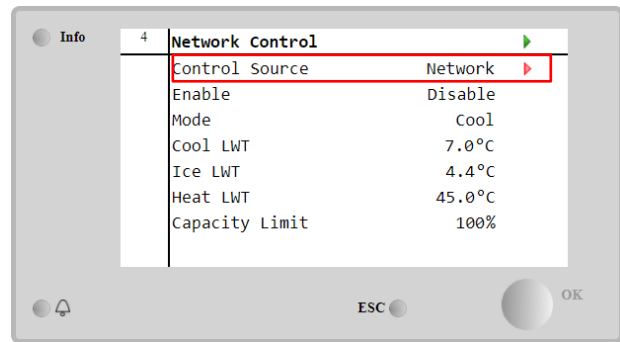 Info
4 Network Control
Control Source Network
Enable Disable
Mode Cool
Cool LWT 7.0°C
Ice LWT 4.4°C
Heat LWT 45.0°C
Capacity Limit 100%
ESC
OK